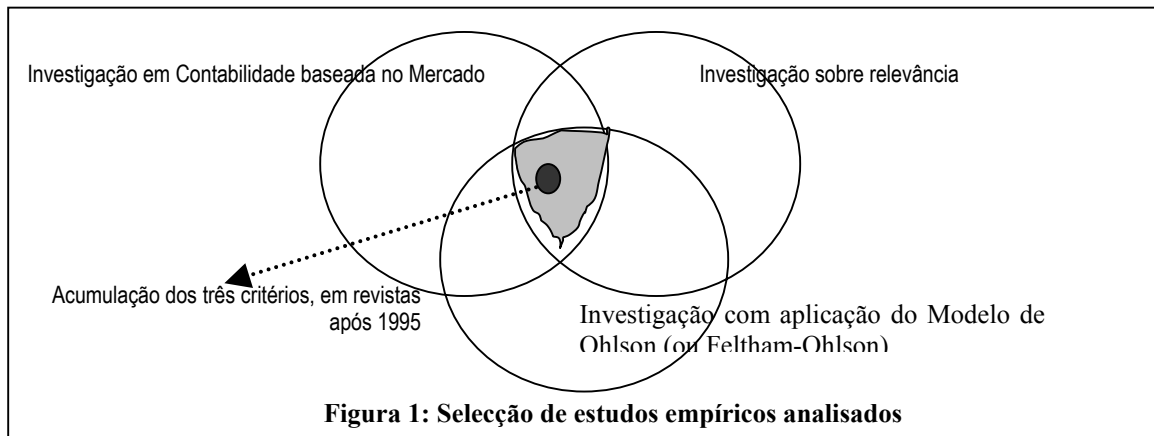 Investigação em Contabilidade baseada no Mercado
Investigação sobre relevância
Acumulação dos três critérios, em revistas
após 1995
Investigação com aplicação do Modelo de
Ohlson (ou Feltham-Ohlson)
Figura 1: Selecção de estudos empíricos analisados